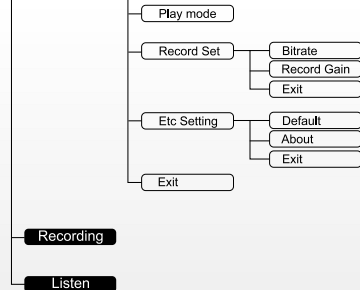 Play mode
Record Set
Bitrate
Record Gain
Exit
Etc Setting
Default
About
Exit
Exit
Recording
Listen